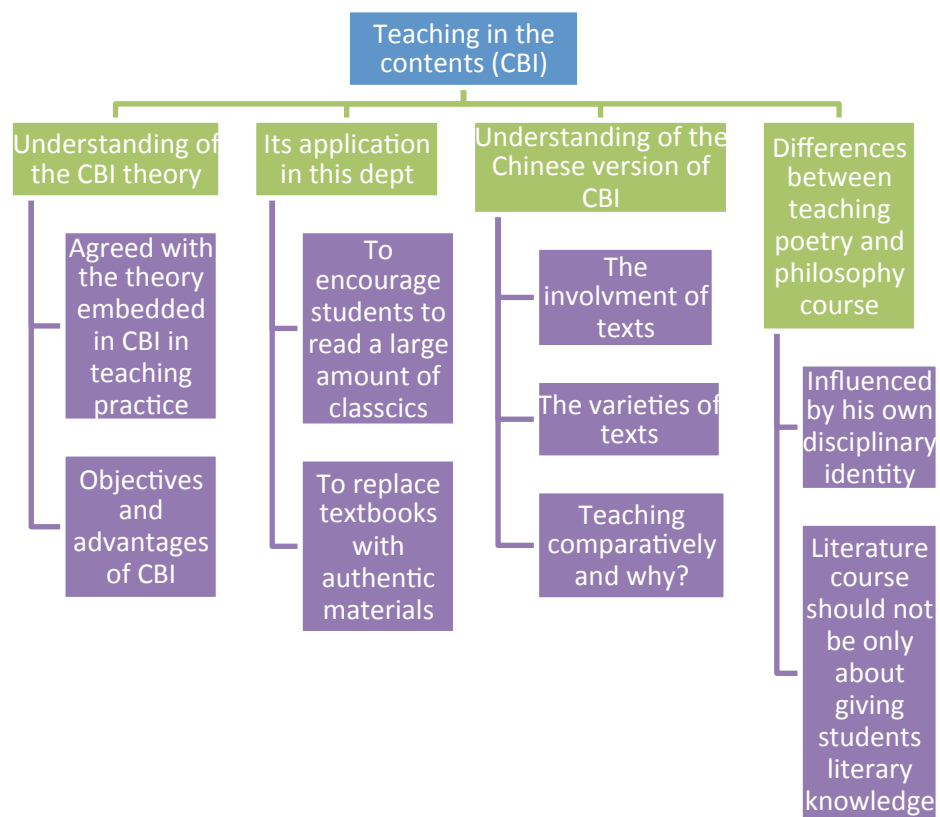 Teaching in the
contents (CBI)
Understanding of
the CBI theory
Agreed with
the theory
embedded
in CBI in
teaching
practice
Objectives
and
advantages
of CBI
Its application
in this dept
To
encourage
students to
read a large
amount of
classcics
To replace
textbooks
with
authentic
materials
Understanding of the
Chinese version of
CBI
The
involvment of
texts
The varieties of
texts
Teaching
comparatively
and why?
Differences
between
teaching
poetry and
philosophy
course
Influenced
by his own
disciplinary
identity
Literature
course
should not
be only
about
giving
students
literary
knowledge